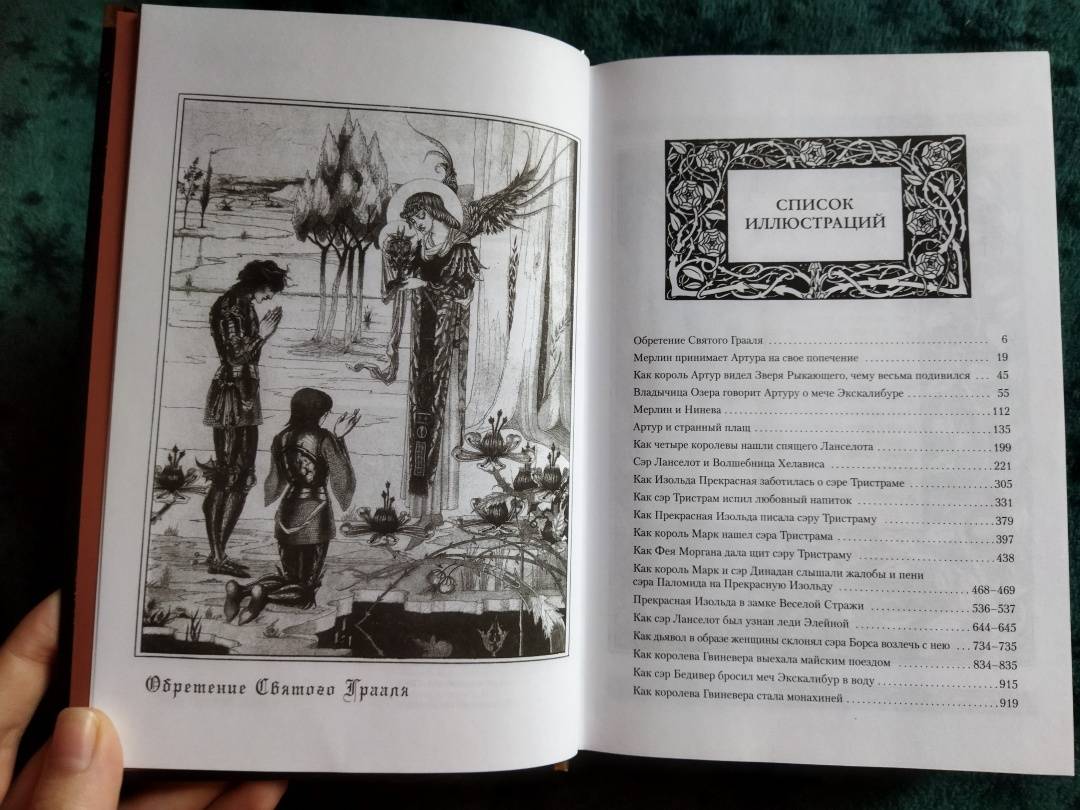 Обретение Святого Грааля
СПИСОК
ИЛЛЮСТРАЦИЙ
Обретение Святого Грааля 6
Мерлин принимает Артура на свое попечение 19
Как король Артур видел Зверя Рыкающего, чему весьма подивился 45
Владычица Озера говорит Артуру о мече Экскалибуре 55
Мерлин и Нинева 112
Артур и странный плащ 135
Как четыре королевы нашли спящего Ланселота 199
Сэр Ланселот и Волшебница Хелависа 221
Как Изольда Прекрасная заботилась о сэре Тристраме 305
Как сэр Тристрам испил любовный напиток 331
Как Прекрасная Изольда писала сэру Тристраму 379
Как король Марк нашел сэра Тристрама 397
Как Фея Моргана дала щит сэру Тристраму 438
Как король Марк и сэр Динадан слышали жалобы и пени
сэра Паломида на Прекрасную Изольду 468–469
Прекрасная Изольда в замке Веселой Стражи 536–537
Как сэр Ланселот был узнан леди Элейной 644–645
Как дьявол в образе женщины склонял сэра Борса возлечь с нею 734–735
Как королева Гвиневера выехала майским поездом 834–835
Как сэр Бедивер бросил меч Экскалибур в воду 915
Как королева Гвиневера стала монахиней 919